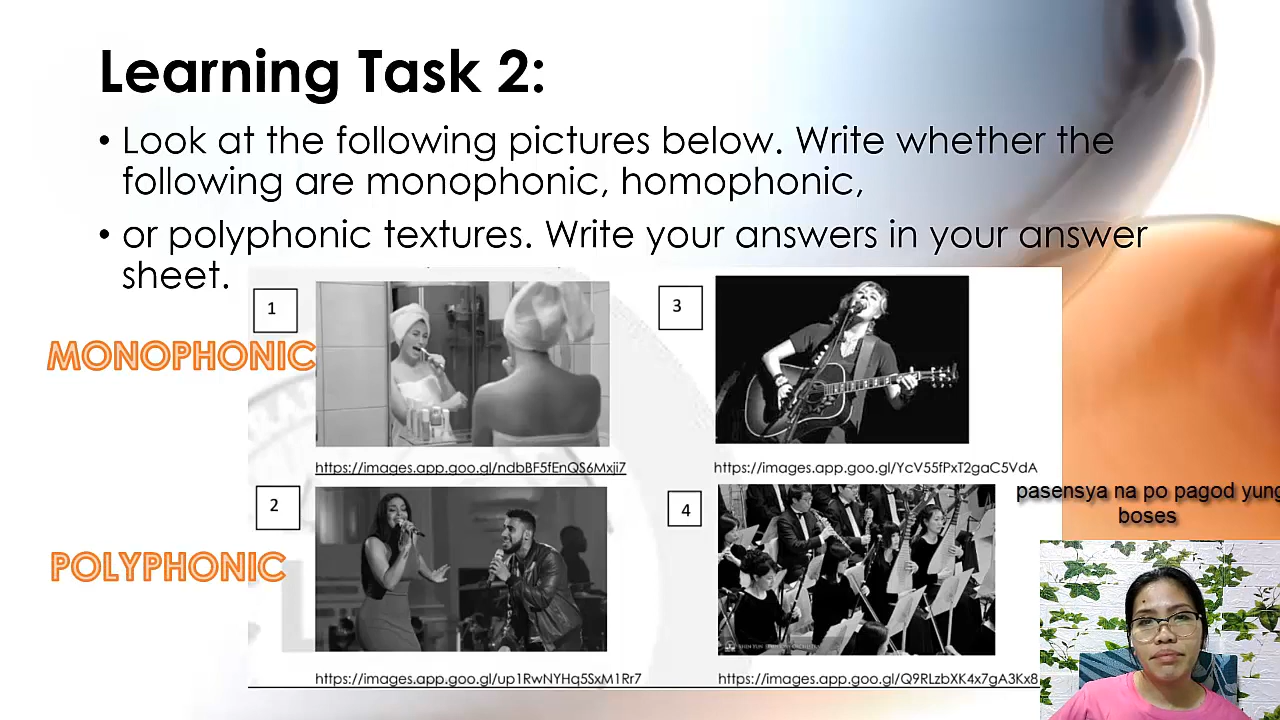 Learning Task 2:
• Look at the following pictures below. Write whether the
following are monophonic, homophonic,
• or polyphonic textures. Write your answers in your answer
sheet.
1
3
MONOPHONIC
https://images.app.goo.gl/ndbBF5fEnQS6Mxji7
https://images.app.goo.gl/YcV55fPxT2gaC5VdA
2
4
pasensya na po pagod yung
boses
POLYPHONIC
https://images.app.goo.gl/up1RwNYHq5SxM1Rr7
https://images.app.goo.gl/Q9RLzbXK4x7gA3Kx8